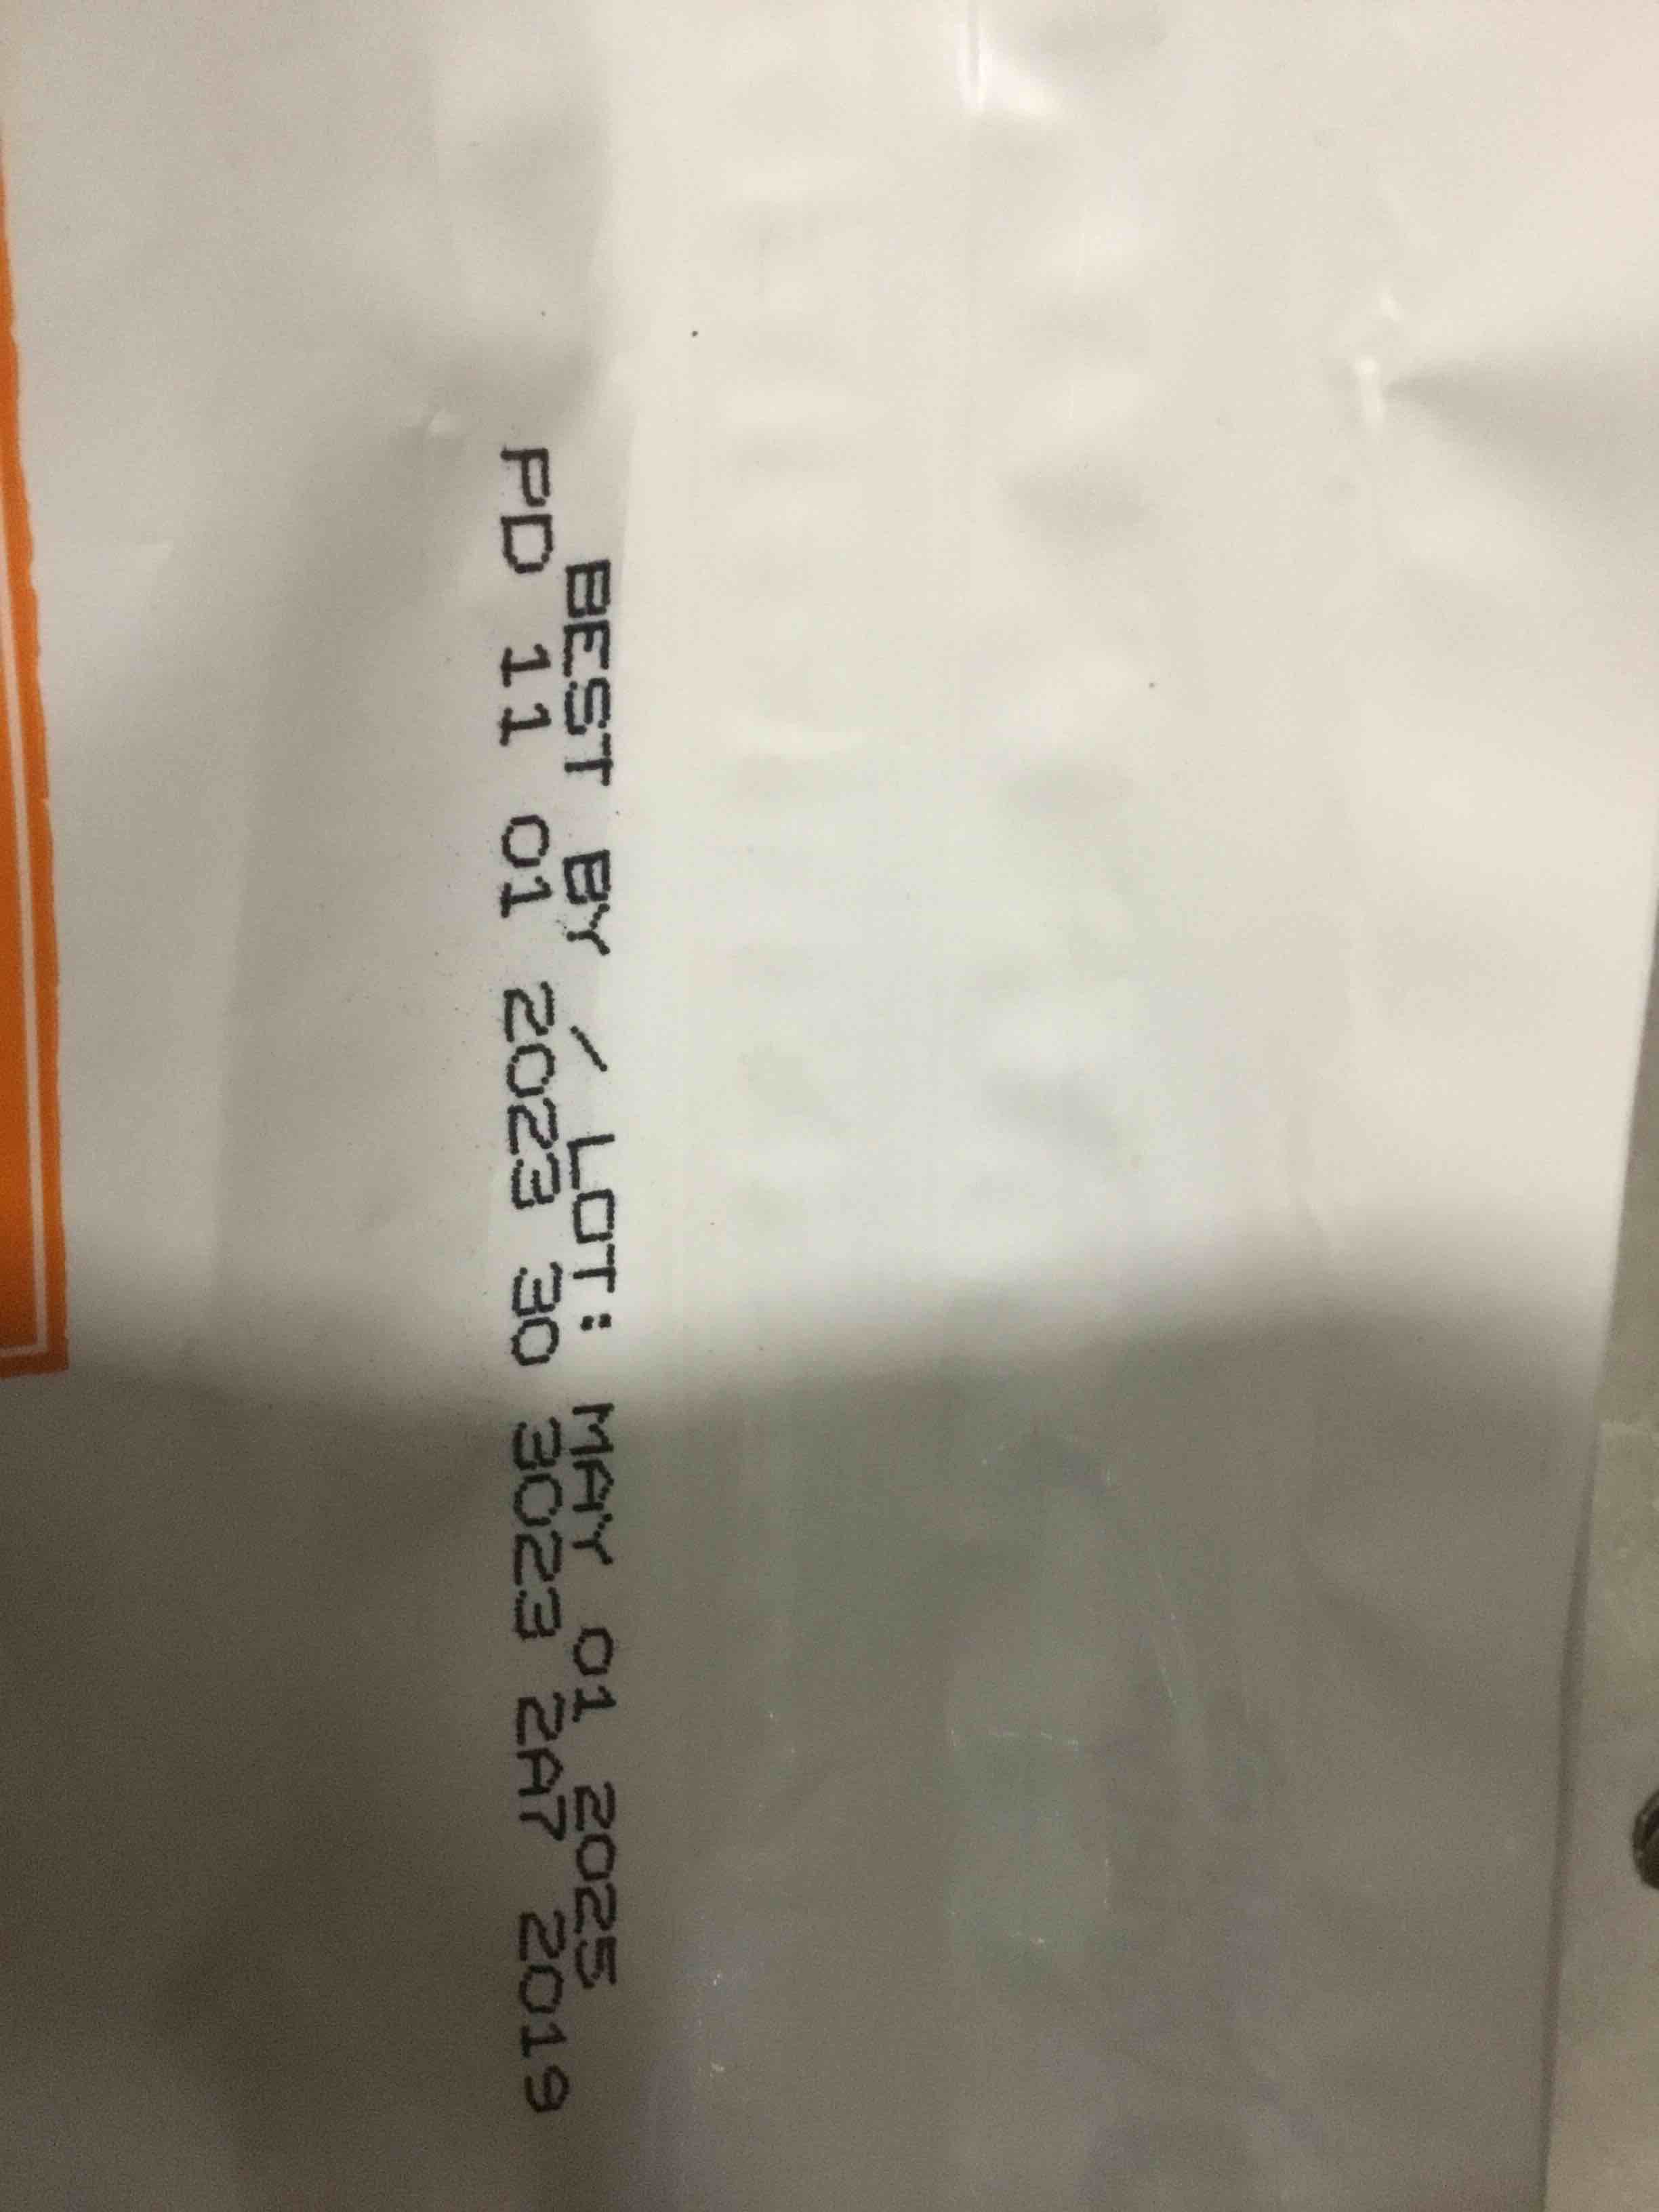 BEST BY / LOT: MAY 01 2025
PD 11 01 2023 30 3023 2A7 2019